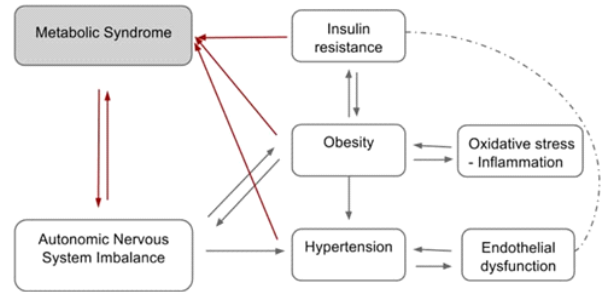 Metabolic Syndrome
Insulin
resistance
Obesity
Oxidative stress
- Inflammation
Autonomic Nervous
System Imbalance
Hypertension
Endothelial
dysfunction